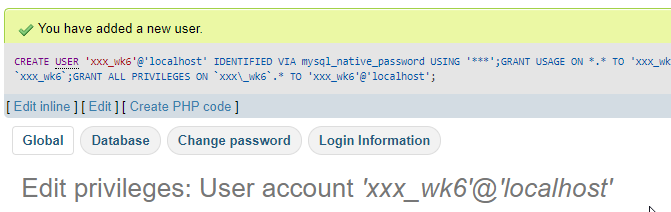 You have added a new user.
CREATE USER 'xxx_wk6'@'localhost' IDENTIFIED VIA mysql_native_password USING '***';GRANT USAGE ON *.* TO 'xxx_wk
`xxx_wk6`;GRANT ALL PRIVILEGES ON `xxx\_wk6`.* TO 'xxx_wk6'@'localhost';
[ Edit inline ] [ Edit ] [ Create PHP code ]
Global Database Change password Login Information
Edit privileges: User account 'xxx_wk6'@'localhost'